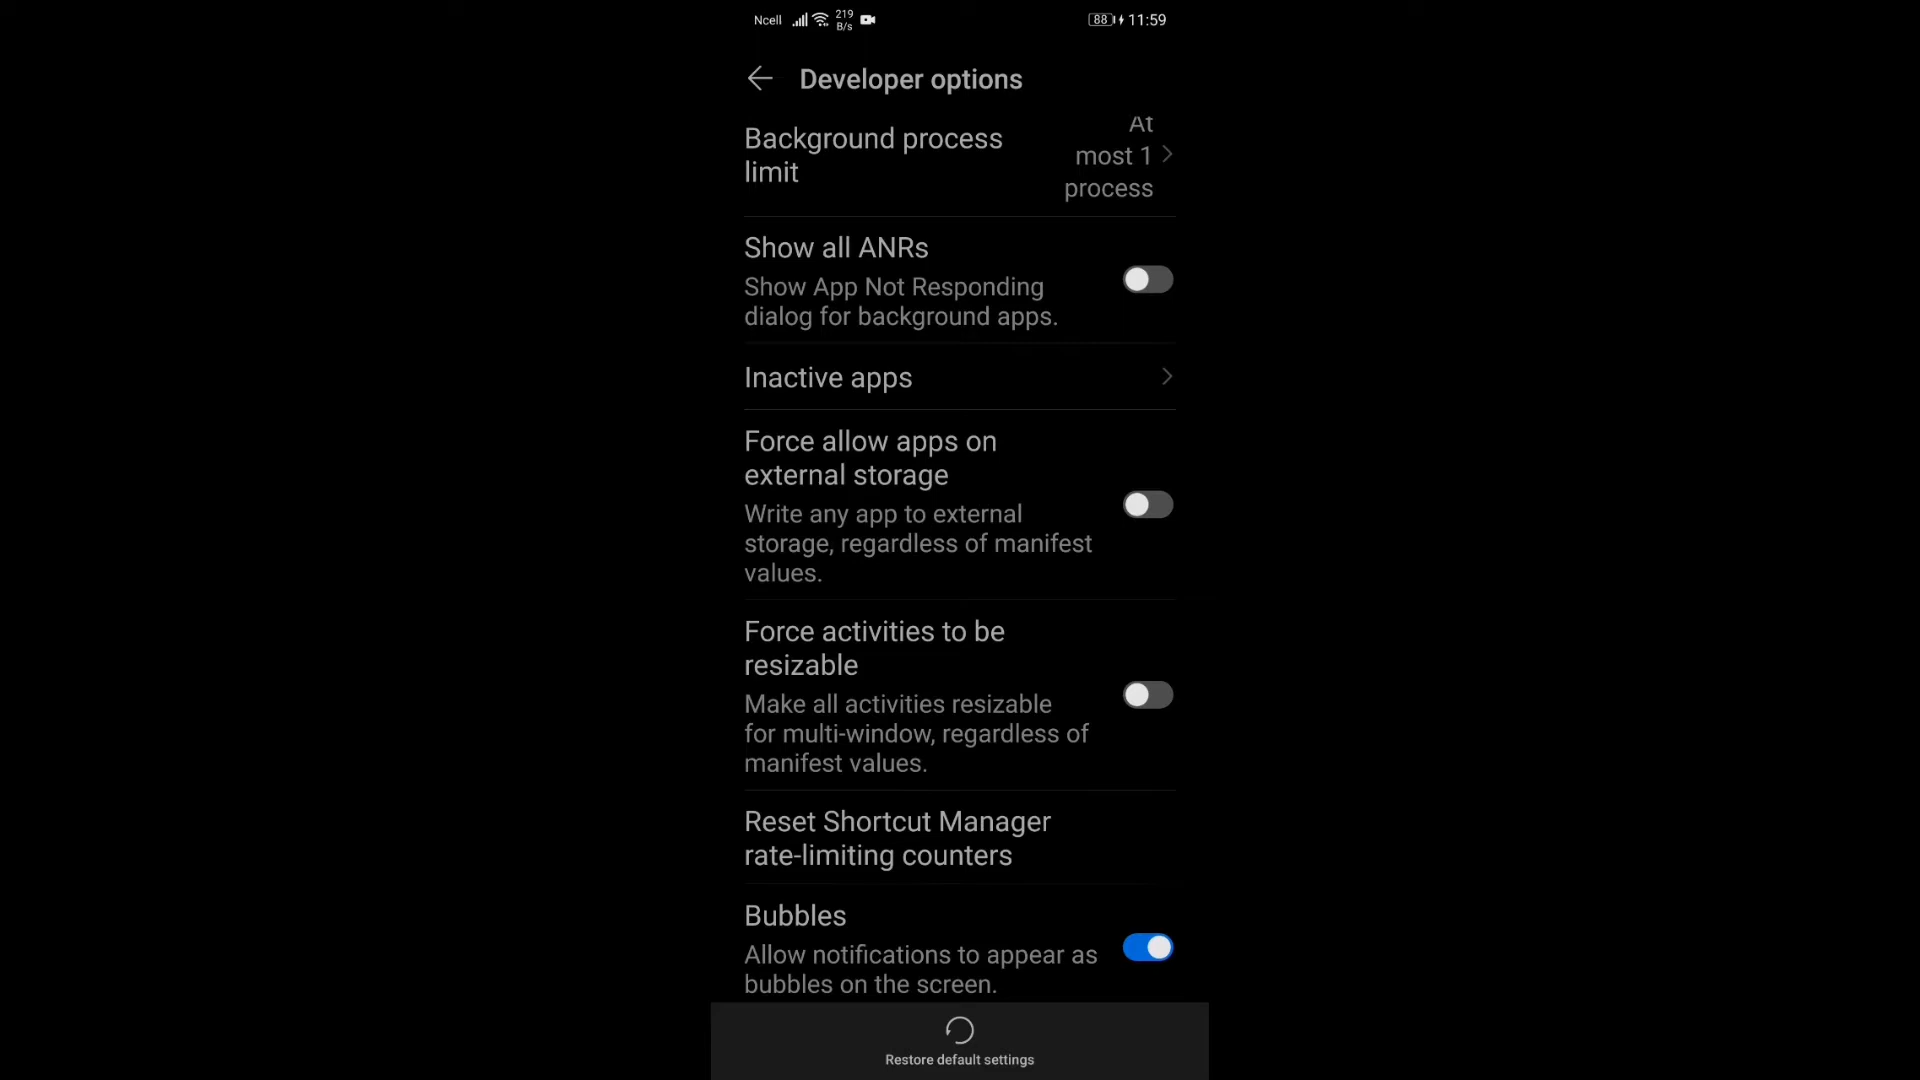 Ncell 219 B/s 88 11:59
Developer options
Background process
limit
At
most 1
process
Show all ANRs
Show App Not Responding
dialog for background apps.
Inactive apps
Force allow apps on
external storage
Write any app to external
storage, regardless of manifest
values.
Force activities to be
resizable
Make all activities resizable
for multi-window, regardless of
manifest values.
Reset Shortcut Manager
rate-limiting counters
Bubbles
Allow notifications to appear as
bubbles on the screen.
Restore default settings